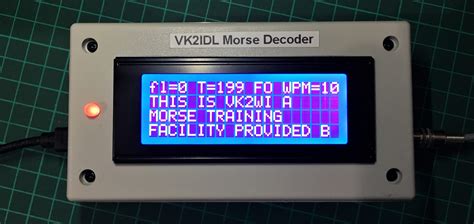 VK2IDL Morse Decoder
fl=0 T=199 FO WPM=10
THIS IS VK2WI A
MORSE TRAINING
FACILITY PROVIDED B